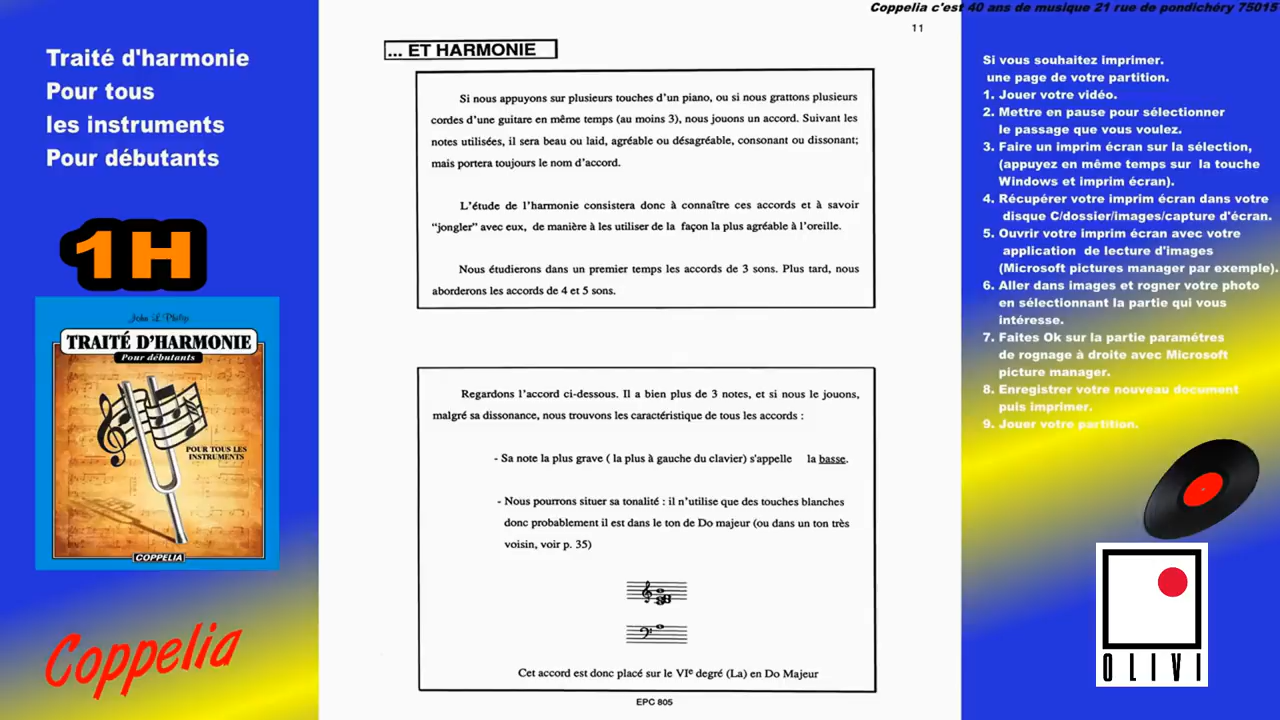 Coppelia c'est 40 ans de musique 21 rue de pondichéry 75015
Traité d'harmonie
Pour tous
les instruments
Pour débutants
1H
John L. Philip
TRAITÉ D'HARMONIE
Pour débutants
POUR TOUS LES
INSTRUMENTS
COPPELIA
Coppelia
11
... ET HARMONIE
Si nous appuyons sur plusieurs touches d'un piano, ou si nous grattons plusieurs
cordes d'une guitare en même temps (au moins 3), nous jouons un accord. Suivant les
notes utilisées, il sera beau ou laid, agréable ou désagréable, consonant ou dissonant;
mais portera toujours le nom d'accord.
L'étude de l'harmonie consistera donc à connaître ces accords et à savoir
"jongler" avec eux, de manière à les utiliser de la façon la plus agréable à l'oreille.
Nous étudierons dans un premier temps les accords de 3 sons. Plus tard, nous
aborderons les accords de 4 et 5 sons.
Regardons l'accord ci-dessous. Il a bien plus de 3 notes, et si nous le jouons,
malgré sa dissonance, nous trouvons les caractéristique de tous les accords :
- Sa note la plus grave ( la plus à gauche du clavier) s'appelle la basse.
- Nous pourrons situer sa tonalité : il n'utilise que des touches blanches
donc probablement il est dans le ton de Do majeur (ou dans un ton très
voisin, voir p. 35)
Cet accord est donc placé sur le VIe degré (La) en Do Majeur
EPC 805
Si vous souhaitez imprimer.
une page de votre partition.
1. Jouer votre vidéo.
2. Mettre en pause pour sélectionner
le passage que vous voulez.
3. Faire un imprim écran sur la sélection,
(appuyez en même temps sur la touche
Windows et imprim écran).
4. Récupérer votre imprim écran dans votre
disque C/dossier/images/capture d'écran.
5. Ouvrir votre imprim écran avec votre
application de lecture d'images
(Microsoft pictures manager par exemple).
6. Aller dans images et rogner votre photo
en sélectionnant la partie qui vous
intéresse.
7. Faites Ok sur la partie paramétres
de rognage à droite avec Microsoft
picture manager.
8. Enregistrer votre nouveau document
puis imprimer.
9. Jouer votre partition.
OLIVI